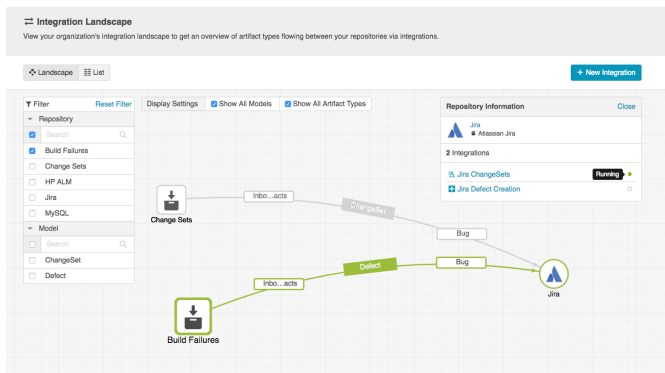 Integration Landscape
View your organization's integration landscape to get an overview of artifact types flowing between your repositories via integrations.
Landscape List
+ New Integration
Filter Reset Filter
Repository
Search
Build Failures
Change Sets
HP ALM
Jira
MySQL
Model
Search
ChangeSet
Defect
Display Settings Show All Models Show All Artifact Types
Repository Information Close
Jira
Atlassian Jira
2 Integrations
Jira ChangeSets Running
Jira Defect Creation
Inbo...acts
ChangeSet
Change Sets
Bug
Defect
Bug
Inbo...acts
Jira
Build Failures